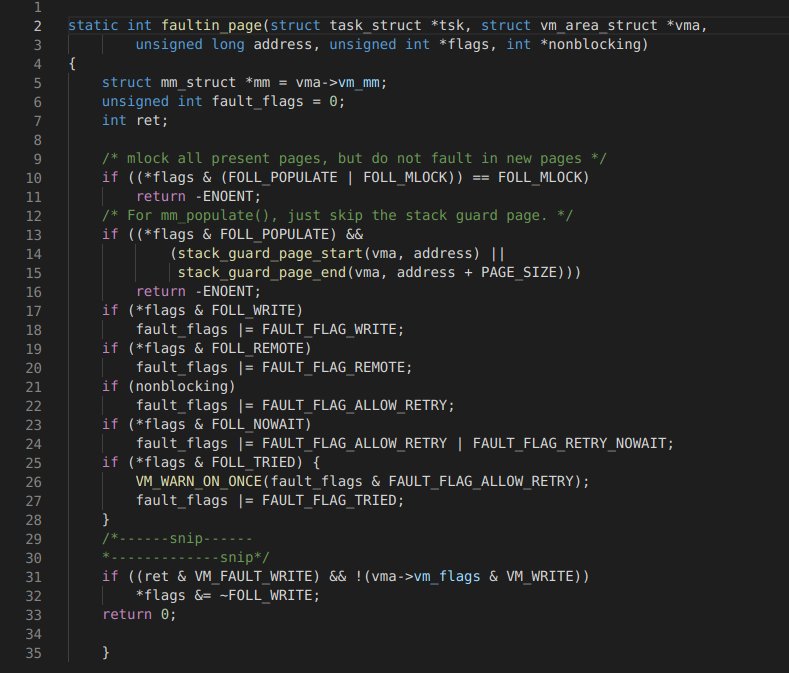 1
2 static int faultin_page(struct task_struct *tsk, struct vm_area_struct *vma,
3         unsigned long address, unsigned int *flags, int *nonblocking)
4 {
5     struct mm_struct *mm = vma->vm_mm;
6     unsigned int fault_flags = 0;
7     int ret;
8
9     /* mlock all present pages, but do not fault in new pages */
10     if ((*flags & (FOLL_POPULATE | FOLL_MLOCK)) == FOLL_MLOCK)
11         return -ENOENT;
12     /* For mm_populate(), just skip the stack guard page. */
13     if ((*flags & FOLL_POPULATE) &&
14             (stack_guard_page_start(vma, address) ||
15              stack_guard_page_end(vma, address + PAGE_SIZE)))
16         return -ENOENT;
17     if (*flags & FOLL_WRITE)
18         fault_flags |= FAULT_FLAG_WRITE;
19     if (*flags & FOLL_REMOTE)
20         fault_flags |= FAULT_FLAG_REMOTE;
21     if (nonblocking)
22         fault_flags |= FAULT_FLAG_ALLOW_RETRY;
23     if (*flags & FOLL_NOWAIT)
24         fault_flags |= FAULT_FLAG_ALLOW_RETRY | FAULT_FLAG_RETRY_NOWAIT;
25     if (*flags & FOLL_TRIED) {
26         VM_WARN_ON_ONCE(fault_flags & FAULT_FLAG_ALLOW_RETRY);
27         fault_flags |= FAULT_FLAG_TRIED;
28     }
29     /*------snip------
30     *-------------snip*/
31     if ((ret & VM_FAULT_WRITE) && !(vma->vm_flags & VM_WRITE))
32         *flags &= ~FOLL_WRITE;
33     return 0;
34
35     }